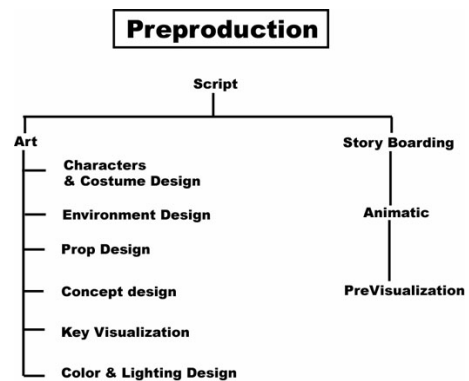 Preproduction
Script
Art
Story Boarding
Characters
& Costume Design
Environment Design
Animatic
Prop Design
Concept design
PreVisualization
Key Visualization
Color & Lighting Design